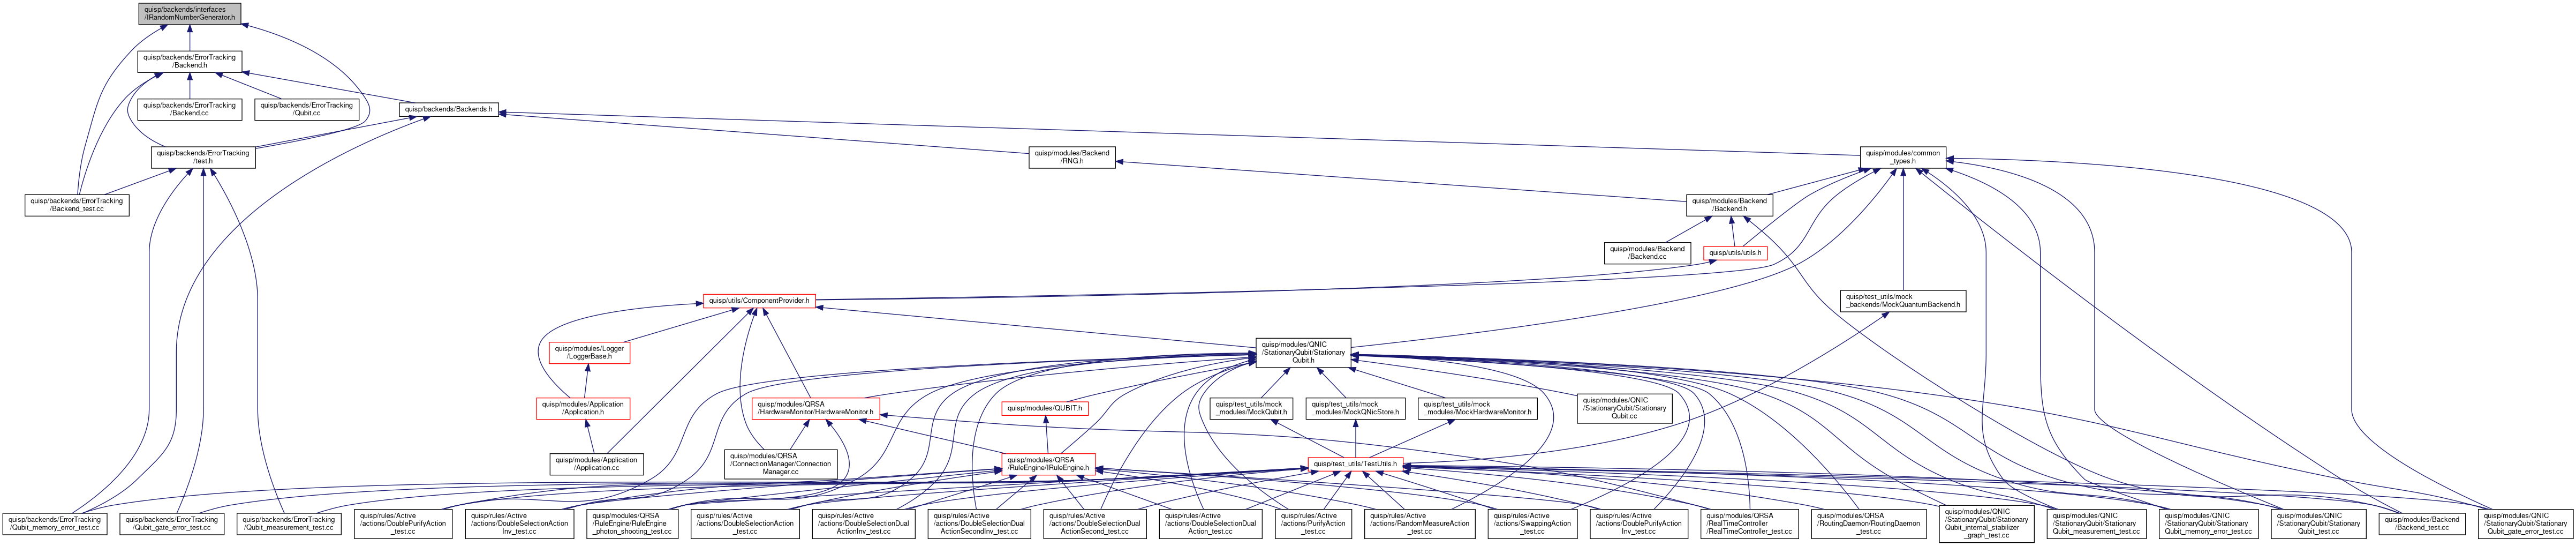 quisp/backends/interfaces
/IRandomNumberGenerator.h
quisp/backends/ErrorTracking
/Backend.h
quisp/backends/ErrorTracking
/Backend.cc
quisp/backends/ErrorTracking
/Qubit.cc
quisp/backends/Backends.h
quisp/backends/ErrorTracking
/test.h
quisp/modules/Backend
/RNG.h
quisp/modules/common
_types.h
quisp/backends/ErrorTracking
/Backend_test.cc
quisp/modules/Backend
/Backend.h
quisp/modules/Backend
/Backend.cc
quisp/utils/utils.h
quisp/utils/ComponentProvider.h
quisp/test_utils/mock
_backends/MockQuantumBackend.h
quisp/modules/Logger
/LoggerBase.h
quisp/modules/QNIC
/StationaryQubit/Stationary
Qubit.h
quisp/modules/Application
/Application.h
quisp/modules/QRSA
/HardwareMonitor/HardwareMonitor.h
quisp/modules/QUBIT.h
quisp/test_utils/mock
_modules/MockQubit.h
quisp/test_utils/mock
_modules/MockQNicStore.h
quisp/test_utils/mock
_modules/MockHardwareMonitor.h
quisp/modules/QNIC
/StationaryQubit/Stationary
Qubit.cc
quisp/modules/Application
/Application.cc
quisp/modules/QRSA
/ConnectionManager/Connection
Manager.cc
quisp/modules/QRSA
/RuleEngine/IRuleEngine.h
quisp/test_utils/TestUtils.h
quisp/backends/ErrorTracking
/Qubit_memory_error_test.cc
quisp/backends/ErrorTracking
/Qubit_gate_error_test.cc
quisp/backends/ErrorTracking
/Qubit_measurement_test.cc
quisp/rules/Active
/actions/DoublePurifyAction
_test.cc
quisp/rules/Active
/actions/DoubleSelectionAction
Inv_test.cc
quisp/modules/QRSA
/RuleEngine/RuleEngine
_photon_shooting_test.cc
quisp/rules/Active
/actions/DoubleSelectionAction
_test.cc
quisp/rules/Active
/actions/DoubleSelectionDual
ActionInv_test.cc
quisp/rules/Active
/actions/DoubleSelectionDual
ActionSecondInv_test.cc
quisp/rules/Active
/actions/DoubleSelectionDual
ActionSecond_test.cc
quisp/rules/Active
/actions/DoubleSelectionDual
Action_test.cc
quisp/rules/Active
/actions/PurifyAction
_test.cc
quisp/rules/Active
/actions/RandomMeasureAction
_test.cc
quisp/rules/Active
/actions/SwappingAction
_test.cc
quisp/rules/Active
/actions/DoublePurifyAction
Inv_test.cc
quisp/modules/QRSA
/RealTimeController
/RealTimeController_test.cc
quisp/modules/QRSA
/RoutingDaemon/RoutingDaemon
_test.cc
quisp/modules/QNIC
/StationaryQubit/Stationary
Qubit_internal_stabilizer
_graph_test.cc
quisp/modules/QNIC
/StationaryQubit/Stationary
Qubit_measurement_test.cc
quisp/modules/QNIC
/StationaryQubit/Stationary
Qubit_memory_error_test.cc
quisp/modules/QNIC
/StationaryQubit/Stationary
Qubit_test.cc
quisp/modules/Backend
/Backend_test.cc
quisp/modules/QNIC
/StationaryQubit/Stationary
Qubit_gate_error_test.cc